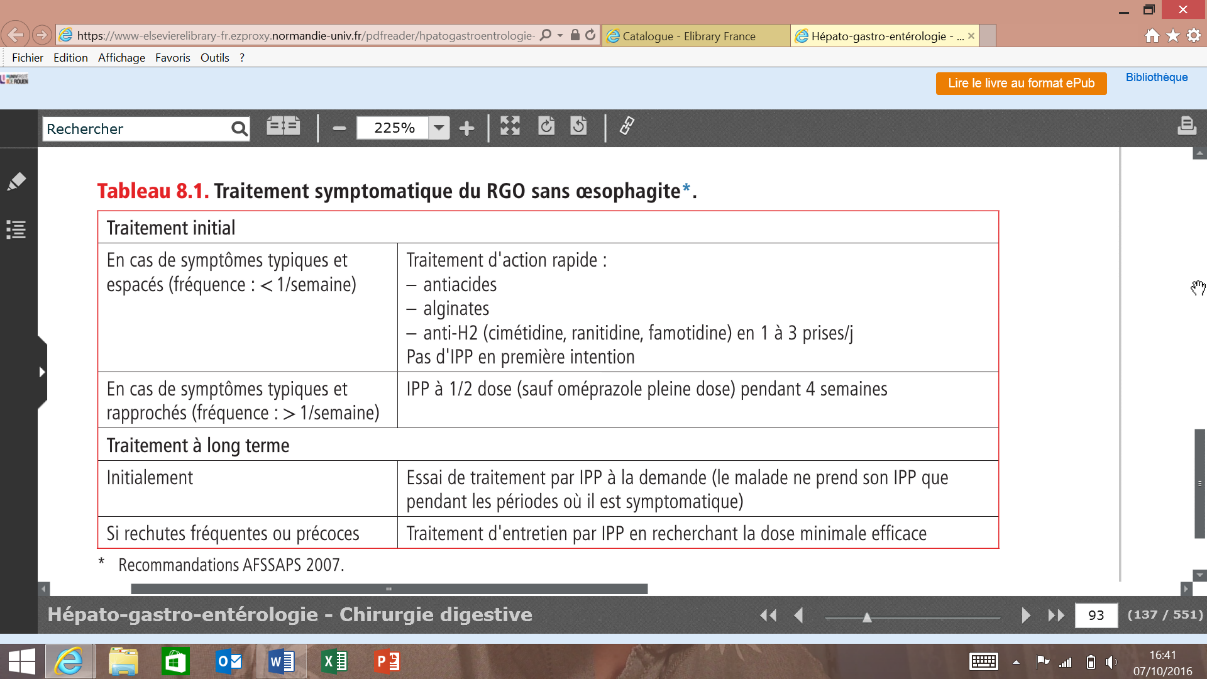 https://www-elsevierelibrary-fr.ezproxy.normandie-univ.fr/pdfreader/hpatogastroentrologie-
Catalogue - Elibrary France
Hépato-gastro-entérologie - ...
Fichier Edition Affichage Favoris Outils ?
Lire le livre au format ePub
Bibliothèque
Rechercher
225%
Tableau 8.1. Traitement symptomatique du RGO sans œsophagite*.
Traitement initial
En cas de symptômes typiques et
espacés (fréquence : < 1/semaine)
Traitement d'action rapide :
– antiacides
– alginates
– anti-H2 (cimétidine, ranitidine, famotidine) en 1 à 3 prises/j
Pas d'IPP en première intention
En cas de symptômes typiques et
rapprochés (fréquence : > 1/semaine)
IPP à 1/2 dose (sauf oméprazole pleine dose) pendant 4 semaines
Traitement à long terme
Initialement
Essai de traitement par IPP à la demande (le malade ne prend son IPP que
pendant les périodes où il est symptomatique)
Si rechutes fréquentes ou précoces
Traitement d'entretien par IPP en recherchant la dose minimale efficace
* Recommandations AFSSAPS 2007.
Hépato-gastro-entérologie - Chirurgie digestive
93
(137 / 551)
16:41
07/10/2016